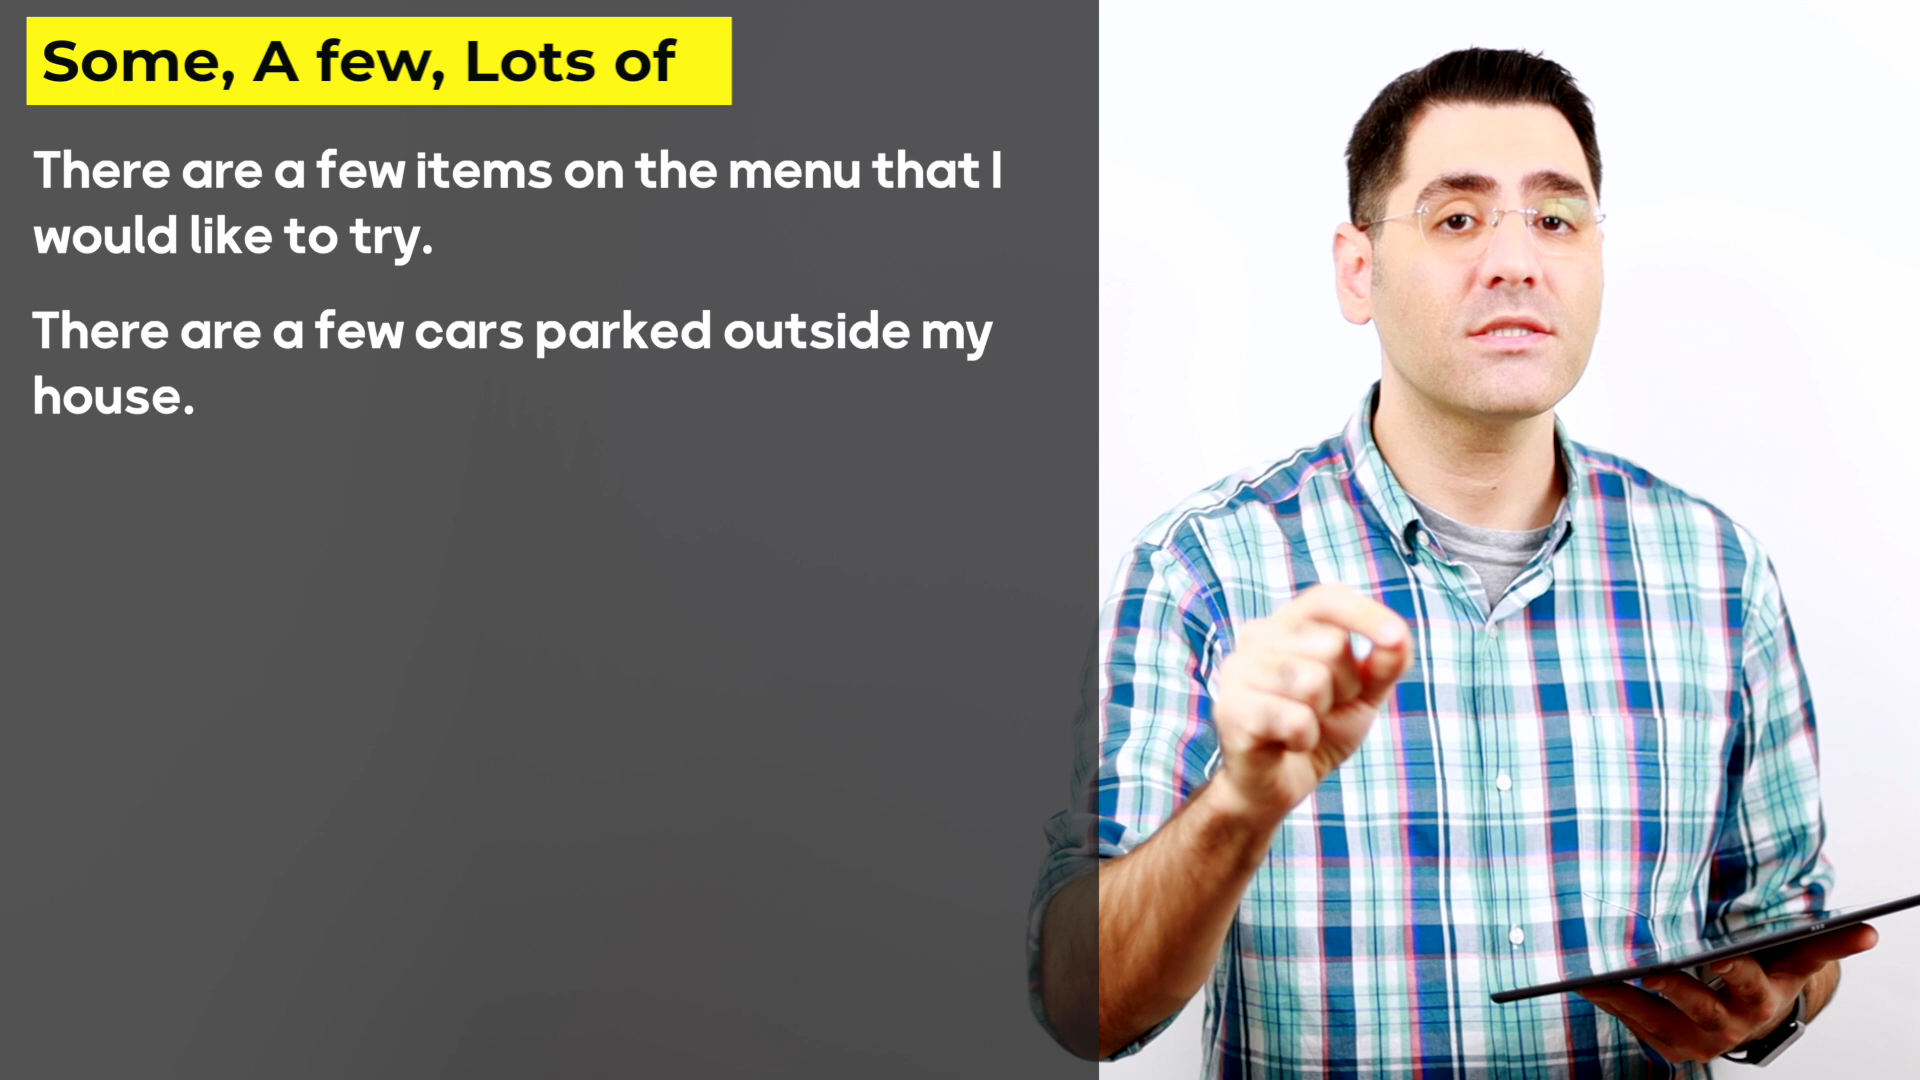 Some, A few, Lots of
There are a few items on the menu that I
would like to try.
There are a few cars parked outside my
house.